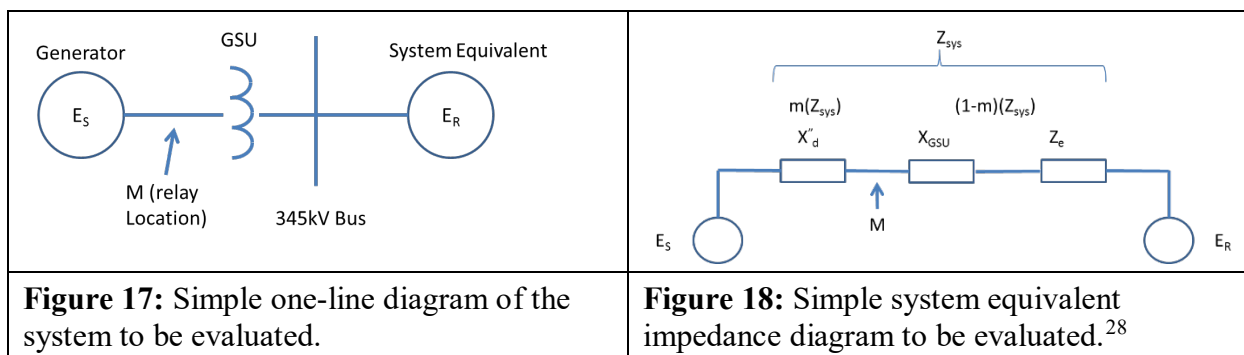 GSU
Generator
System Equivalent
E_S
E_R
M (relay
Location)
345kV Bus
Z_sys
m(Z_sys)
(1-m)(Z_sys)
X"_d
X_GSU
Z_e
M
E_S
E_R
Figure 17: Simple one-line diagram of the
system to be evaluated.
Figure 18: Simple system equivalent
impedance diagram to be evaluated.28